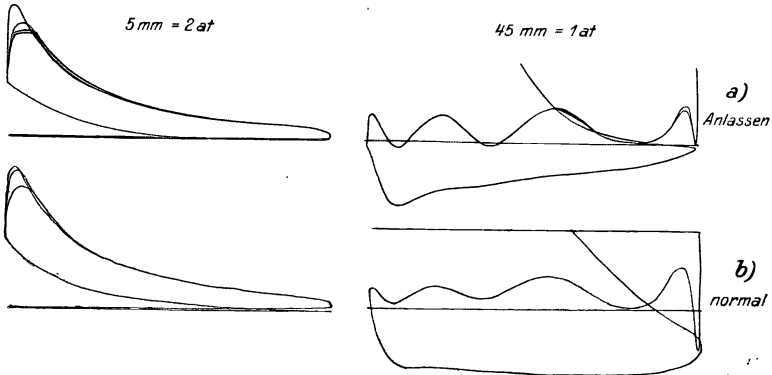 5 mm = 2 at
45 mm = 1 at
a)
Anlassen
b)
normal